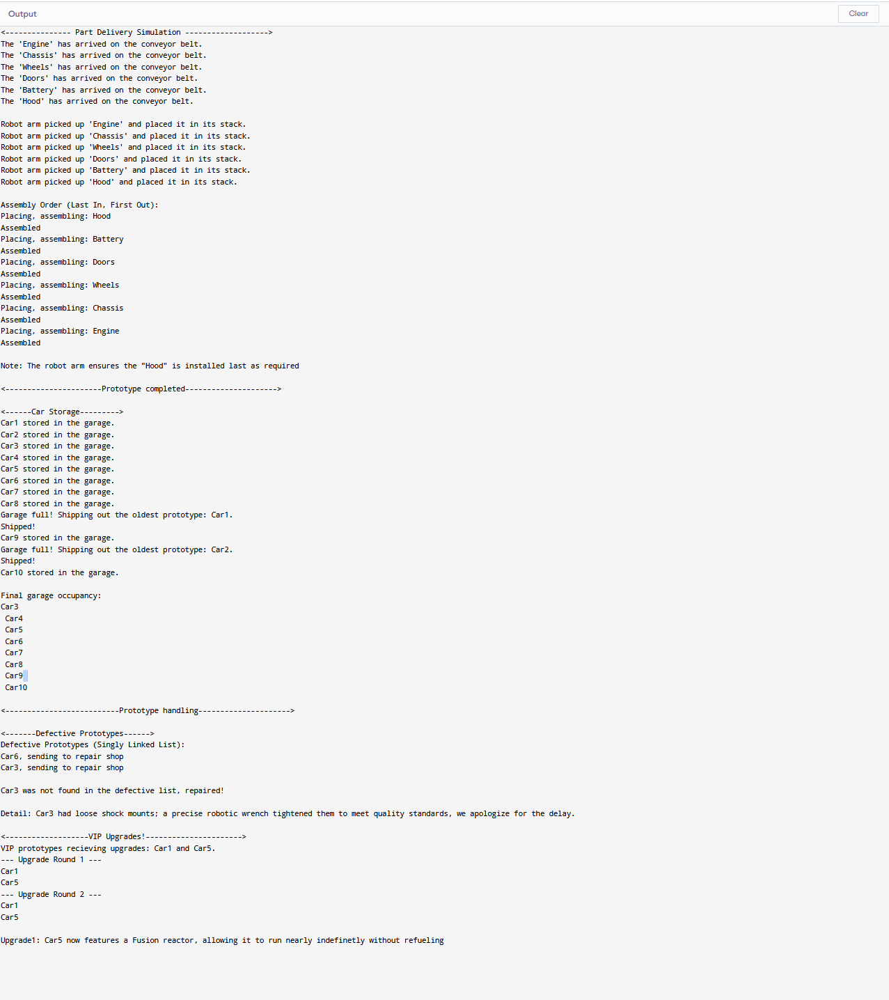 Output
Clear
<--------------- Part Delivery Simulation ------------------->
The 'Engine' has arrived on the conveyor belt.
The 'Chassis' has arrived on the conveyor belt.
The 'Wheels' has arrived on the conveyor belt.
The 'Doors' has arrived on the conveyor belt.
The 'Battery' has arrived on the conveyor belt.
The 'Hood' has arrived on the conveyor belt.

Robot arm picked up 'Engine' and placed it in its stack.
Robot arm picked up 'Chassis' and placed it in its stack.
Robot arm picked up 'Wheels' and placed it in its stack.
Robot arm picked up 'Doors' and placed it in its stack.
Robot arm picked up 'Battery' and placed it in its stack.
Robot arm picked up 'Hood' and placed it in its stack.

Assembly Order (Last In, First Out):
Placing, assembling: Hood
Assembled
Placing, assembling: Battery
Assembled
Placing, assembling: Doors
Assembled
Placing, assembling: Wheels
Assembled
Placing, assembling: Chassis
Assembled
Placing, assembling: Engine
Assembled

Note: The robot arm ensures the "Hood" is installed last as required

<----------------------Prototype completed--------------------->

<------Car Storage--------->
Car1 stored in the garage.
Car2 stored in the garage.
Car3 stored in the garage.
Car4 stored in the garage.
Car5 stored in the garage.
Car6 stored in the garage.
Car7 stored in the garage.
Car8 stored in the garage.
Garage full! Shipping out the oldest prototype: Car1.
Shipped!
Car9 stored in the garage.
Garage full! Shipping out the oldest prototype: Car2.
Shipped!
Car10 stored in the garage.

Final garage occupancy:
Car3
 Car4
 Car5
 Car6
 Car7
 Car8
 Car9
 Car10

<--------------------------Prototype handling--------------------->

<-------Defective Prototypes------>
Defective Prototypes (Singly Linked List):
Car6, sending to repair shop
Car3, sending to repair shop

Car3 was not found in the defective list, repaired!

Detail: Car3 had loose shock mounts; a precise robotic wrench tightened them to meet quality standards, we apologize for the delay.

<-------------------VIP Upgrades!---------------------->
VIP prototypes recieving upgrades: Car1 and Car5.
--- Upgrade Round 1 ---
Car1
Car5
--- Upgrade Round 2 ---
Car1
Car5

Upgrade1: Car5 now features a Fusion reactor, allowing it to run nearly indefinetly without refueling